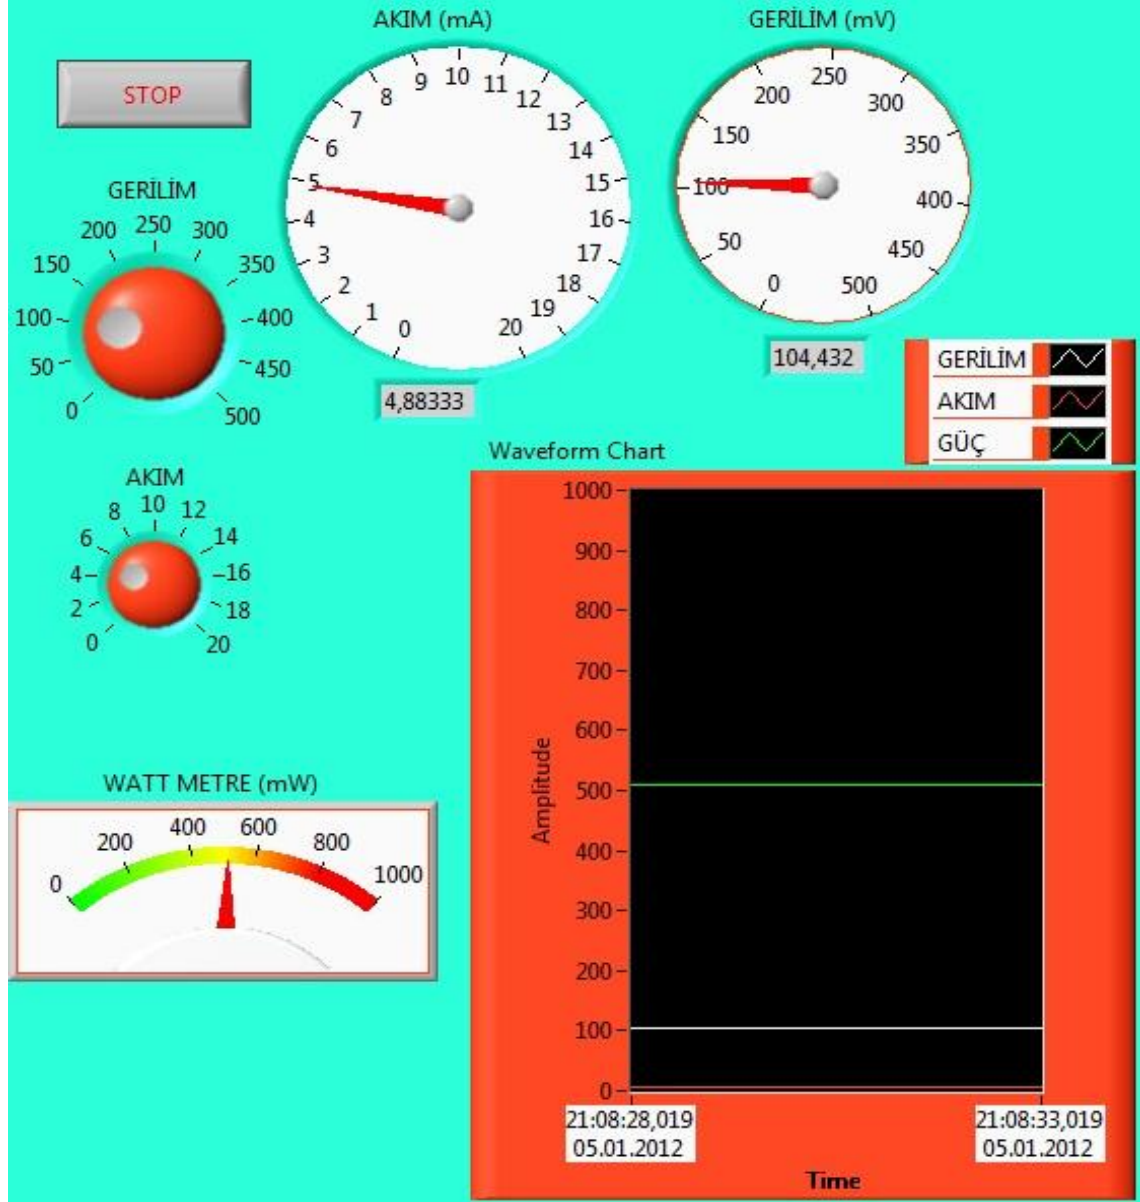 AKIM (mA)
GERİLİM (mV)
STOP
0 1 2 3 4 5 6 7 8 9 10 11 12 13 14 15 16 17 18 19 20
4,88333
0 50 100 150 200 250 300 350 400 450 500
104,432
GERİLİM
0 50 100 150 200 250 300 350 400 450 500
GERİLİM
AKIM
GÜÇ
AKIM
0 2 4 6 8 10 12 14 16 18 20
WATT METRE (mW)
0 200 400 600 800 1000
Waveform Chart
Amplitude
1000
900
800
700
600
500
400
300
200
100
0
21:08:28,019
05.01.2012
21:08:33,019
05.01.2012
Time